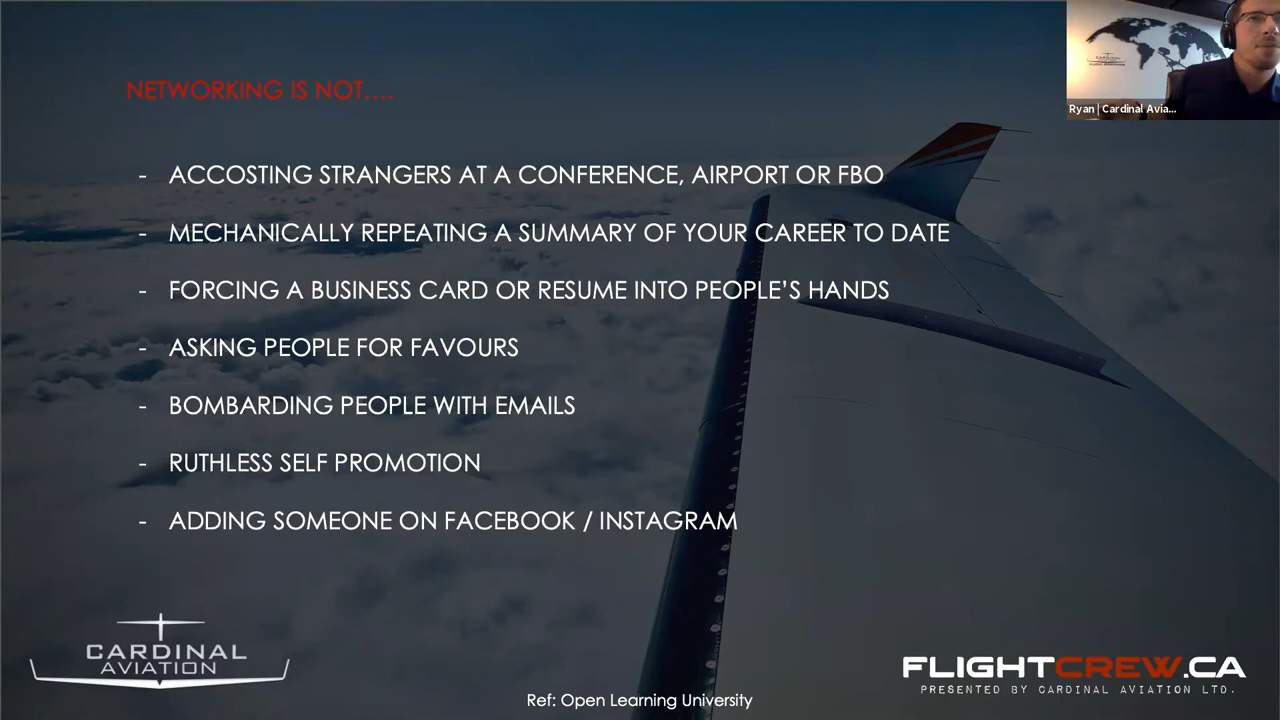 NETWORKING IS NOT....
- ACCOSTING STRANGERS AT A CONFERENCE, AIRPORT OR FBO
- MECHANICALLY REPEATING A SUMMARY OF YOUR CAREER TO DATE
- FORCING A BUSINESS CARD OR RESUME INTO PEOPLE’S HANDS
- ASKING PEOPLE FOR FAVOURS
- BOMBARDING PEOPLE WITH EMAILS
- RUTHLESS SELF PROMOTION
- ADDING SOMEONE ON FACEBOOK / INSTAGRAM
Ryan | Cardinal Avia...
CARDINAL
AVIATION
FLIGHTCREW.CA
PRESENTED BY CARDINAL AVIATION LTD.
Ref: Open Learning University